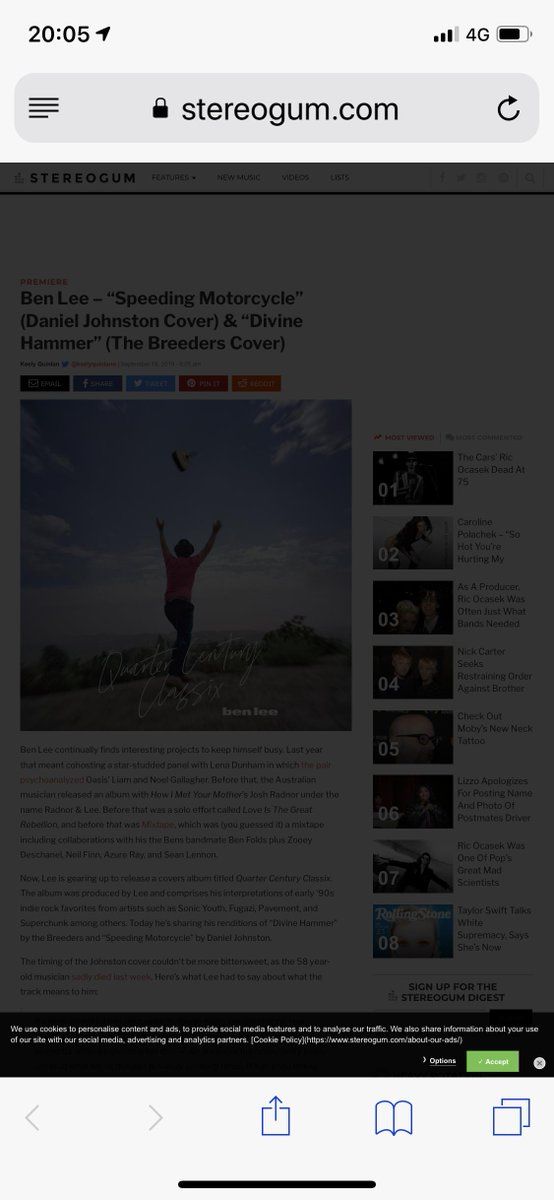 20:05
4G
stereogum.com
STEREOGUM
FEATURES
NEW MUSIC
VIDEOS
LISTS
PREMIERE
Ben Lee – “Speeding Motorcycle”
(Daniel Johnston Cover) & “Divine
Hammer” (The Breeders Cover)
Keely Quinlan
EMAIL
SHARE
TWEET
PIN IT
REDDIT
Quarter Century
Classix
ben lee
Ben Lee continually finds interesting projects to keep himself busy. Last year
that meant cohosting a star-studded panel with Lena Dunham in which the pair
psychoanalyzed Oasis’ Liam and Noel Gallagher. Before that, the Australian
musician released an album with How I Met Your Mother’s Josh Radnor under the
name Radnor & Lee. Before that was a solo effort called Love Is The Great
Rebellion, and before that was Mixtape, which was (you guessed it) a mixtape
including collaborations with his the Bens bandmate Ben Folds plus Zooey
Deschanel, Neil Finn, Azure Ray, and Sean Lennon.
Now, Lee is gearing up to release a covers album titled Quarter Century Classix.
The album was produced by Lee and comprises his interpretations of early ’90s
indie rock favorites from artists such as Sonic Youth, Fugazi, Pavement, and
Superchunk among others. Today he’s sharing his renditions of “Divine Hammer”
by the Breeders and “Speeding Motorcycle” by Daniel Johnston.
The timing of the Johnston cover couldn’t be more bittersweet, as the 58 year
old musician sadly died last week. Here’s what Lee had to say about what the
track means to him:
MOST VIEWED
MOST COMMENTED
01
The Cars’ Ric
Ocasek Dead At
75
02
Caroline
Polachek – “So
Hot You’re
Hurting My
03
As A Producer,
Ric Ocasek Was
Often Just What
Bands Needed
04
Nick Carter
Seeks
Restraining Order
Against Brother
05
Check Out
Moby’s New Neck
Tattoo
06
Lizzo Apologizes
For Posting Name
And Photo Of
Postmates Driver
07
Ric Ocasek Was
One Of Pop’s
Great Mad
Scientists
RollingStone
08
Taylor Swift Talks
White
Supremacy, Says
She’s Now
SIGN UP FOR THE
STEREOGUM DIGEST
We use cookies to personalise content and ads, to provide social media features and to analyse our traffic. We also share information about your use
of our site with our social media, advertising and analytics partners. [Cookie Policy](https://www.stereogum.com/about-our-ads/)
Options
✓ Accept